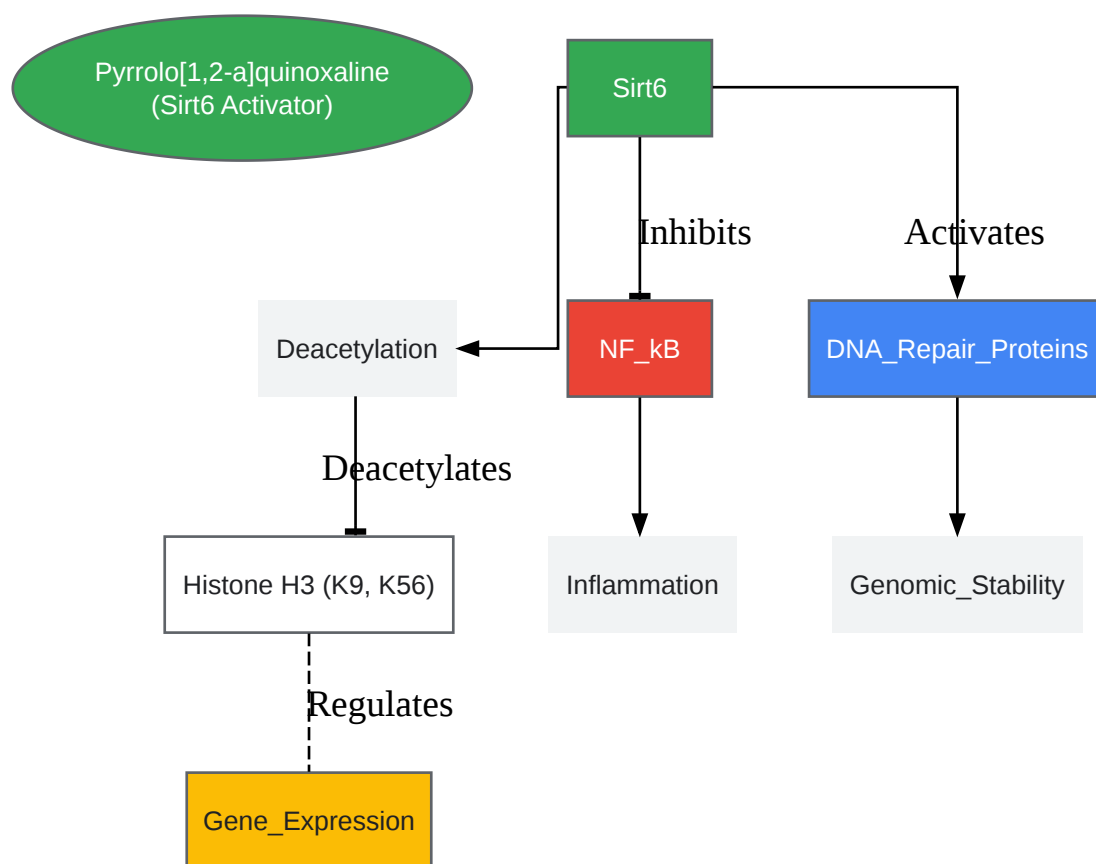 Pyrrolo[1,2-a]quinoxaline
(Sirt6 Activator)
Sirt6
Inhibits
Activates
Deacetylation
NF_kB
DNA_Repair_Proteins
Deacetylates
Histone H3 (K9, K56)
Inflammation
Genomic_Stability
Regulates
Gene_Expression